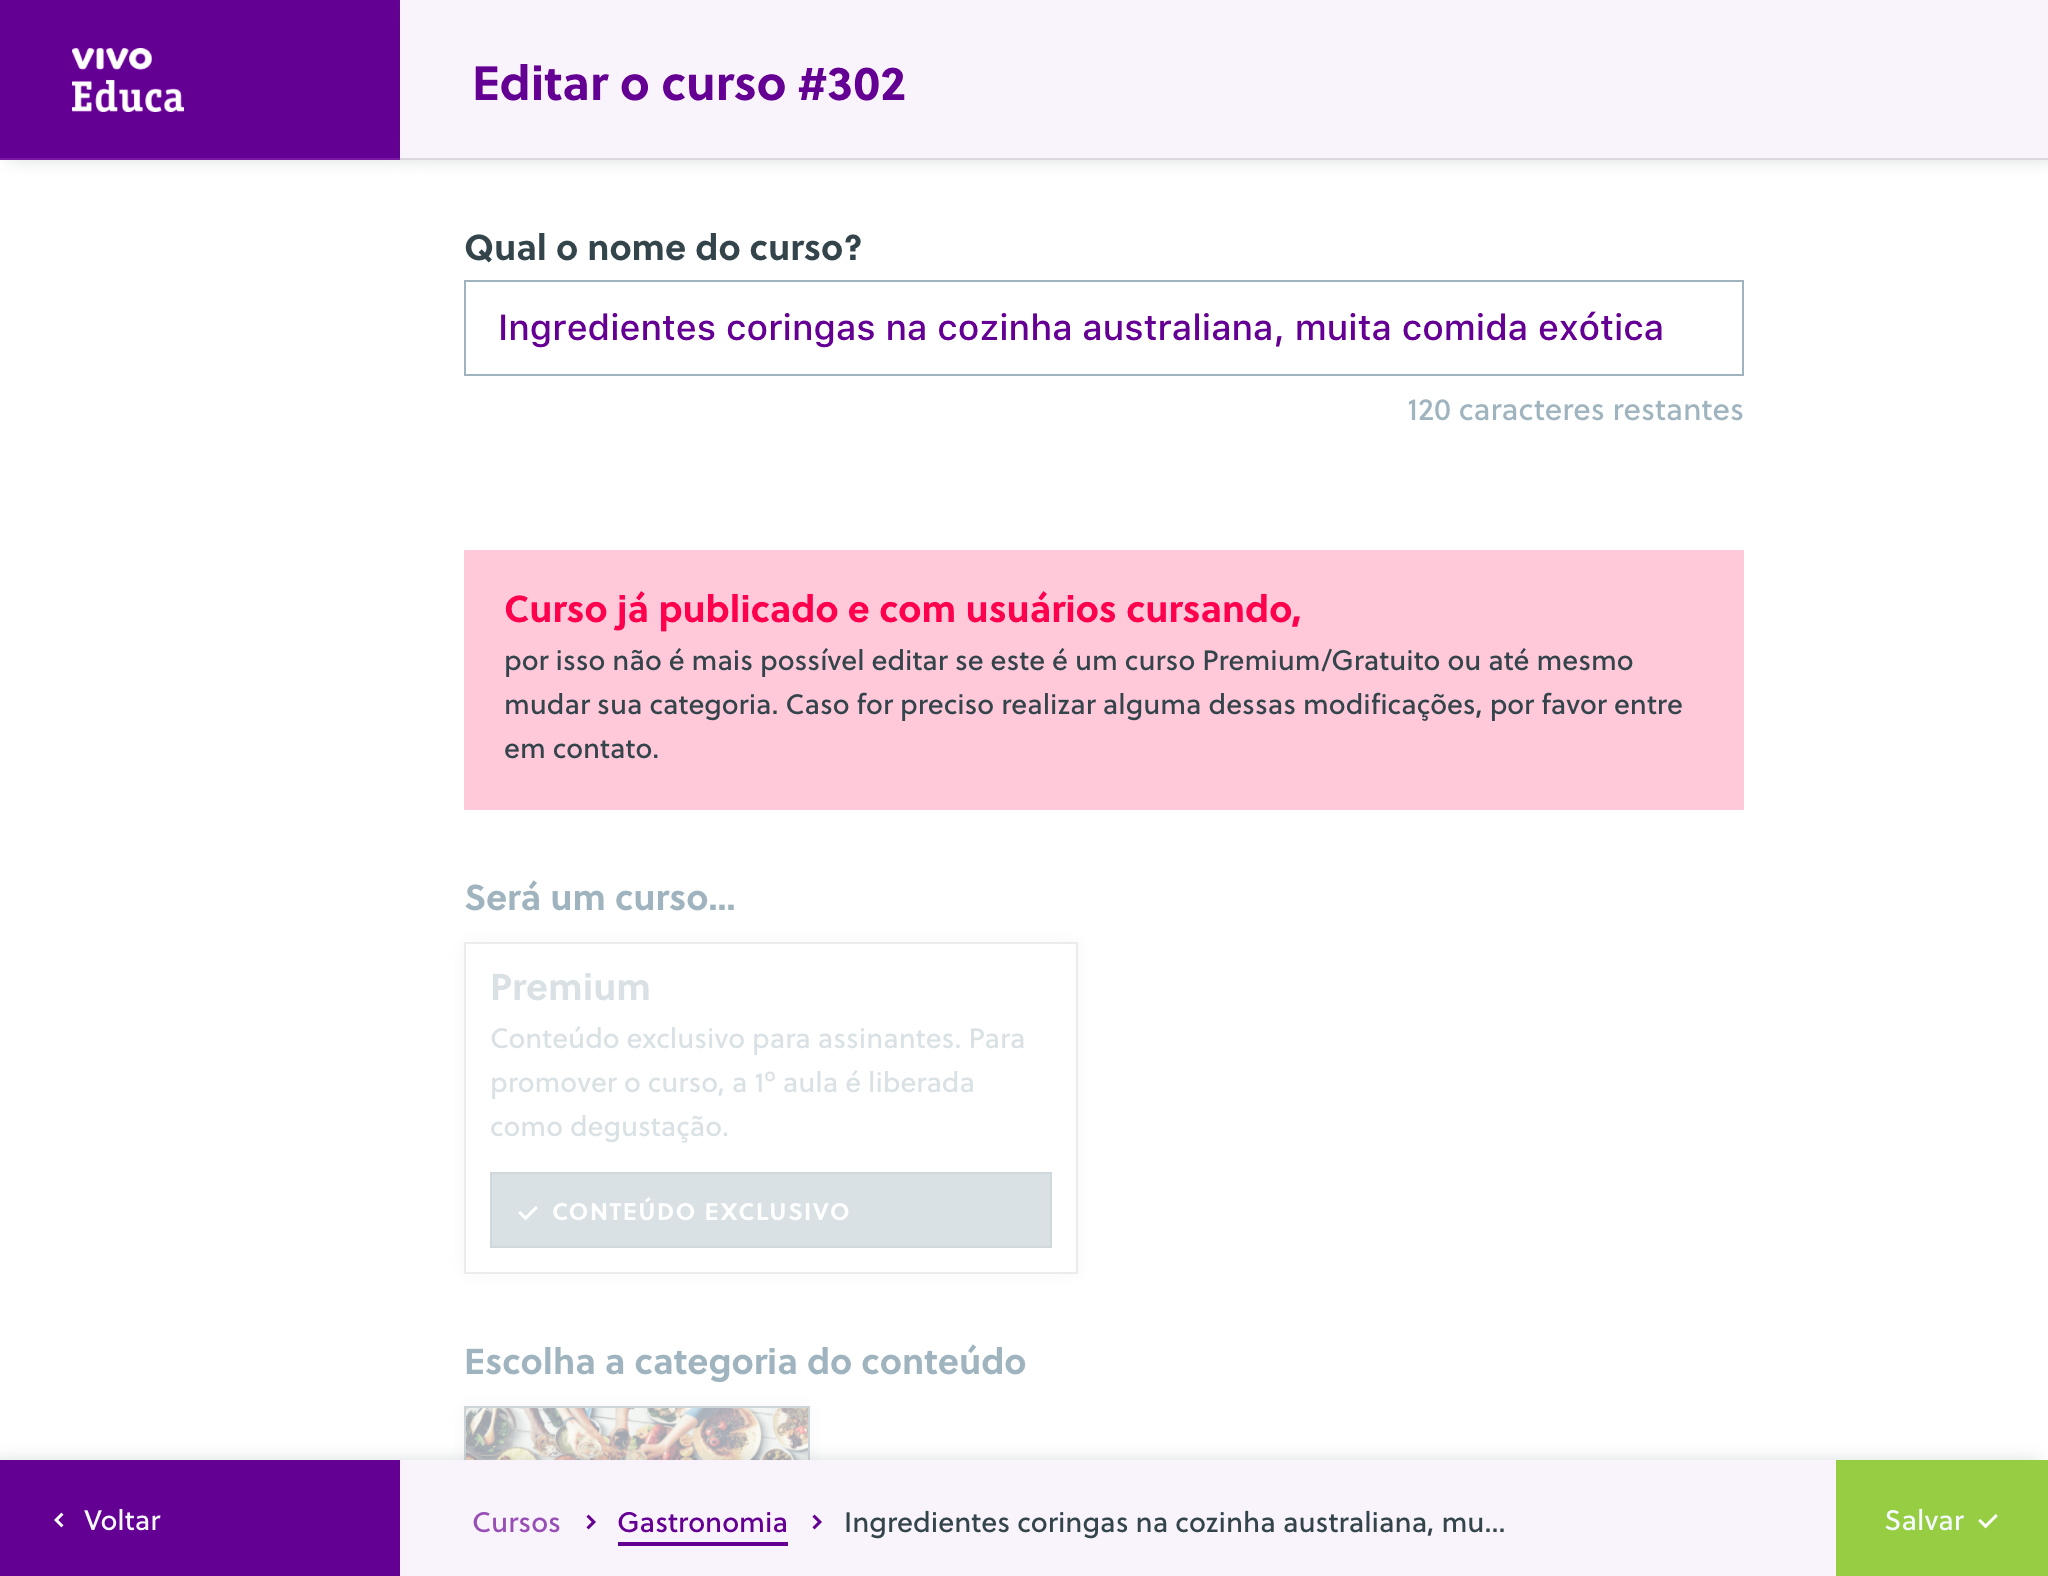 vivo
Educa
Editar o curso #302
Qual o nome do curso?
Ingredientes coringas na cozinha australiana, muita comida exótica
120 caracteres restantes
Curso já publicado e com usuários cursando,
por isso não é mais possível editar se este é um curso Premium/Gratuito ou até mesmo
mudar sua categoria. Caso for preciso realizar alguma dessas modificações, por favor entre
em contato.
Será um curso...
Premium
Conteúdo exclusivo para assinantes. Para
promover o curso, a 1º aula é liberada
como degustação.
CONTEÚDO EXCLUSIVO
Escolha a categoria do conteúdo
Voltar
Cursos > Gastronomia > Ingredientes coringas na cozinha australiana, mu...
Salvar